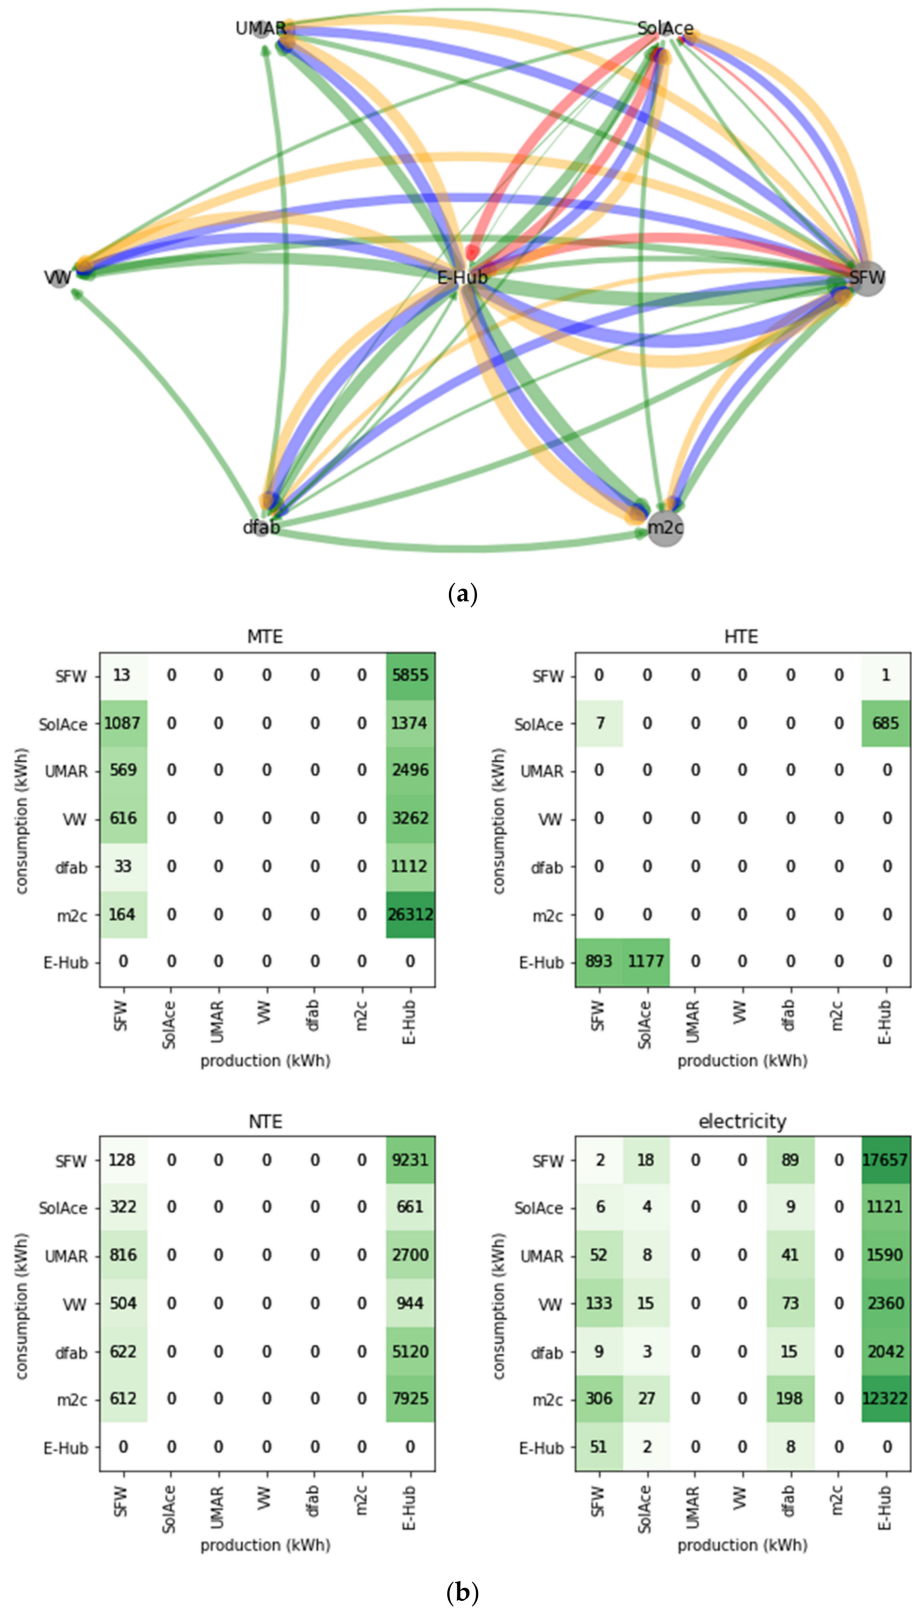 UMAR SolAce
VW E-Hub SFW
dfab m2c
(a)
MTE HTE
SFW 13 0 0 0 0 0 5855
SolAce 1087 0 0 0 0 0 1374
UMAR 569 0 0 0 0 0 2496
VW 616 0 0 0 0 0 3262
dfab 33 0 0 0 0 0 1112
m2c 164 0 0 0 0 0 26312
E-Hub 0 0 0 0 0 0 0
consumption (kWh)
SFW SolAce UMAR VW dfab m2c E-Hub
production (kWh)
SFW 0 0 0 0 0 0 1
SolAce 7 0 0 0 0 0 685
UMAR 0 0 0 0 0 0 0
VW 0 0 0 0 0 0 0
dfab 0 0 0 0 0 0 0
m2c 0 0 0 0 0 0 0
E-Hub 893 1177 0 0 0 0 0
consumption (kWh)
SFW SolAce UMAR VW dfab m2c E-Hub
production (kWh)
NTE electricity
SFW 128 0 0 0 0 0 9231
SolAce 322 0 0 0 0 0 661
UMAR 816 0 0 0 0 0 2700
VW 504 0 0 0 0 0 944
dfab 622 0 0 0 0 0 5120
m2c 612 0 0 0 0 0 7925
E-Hub 0 0 0 0 0 0 0
consumption (kWh)
SFW SolAce UMAR VW dfab m2c E-Hub
production (kWh)
SFW 2 18 0 0 89 0 17657
SolAce 6 4 0 0 9 0 1121
UMAR 52 8 0 0 41 0 1590
VW 133 15 0 0 73 0 2360
dfab 9 3 0 0 15 0 2042
m2c 306 27 0 0 198 0 12322
E-Hub 51 2 0 0 8 0 0
consumption (kWh)
SFW SolAce UMAR VW dfab m2c E-Hub
production (kWh)
(b)